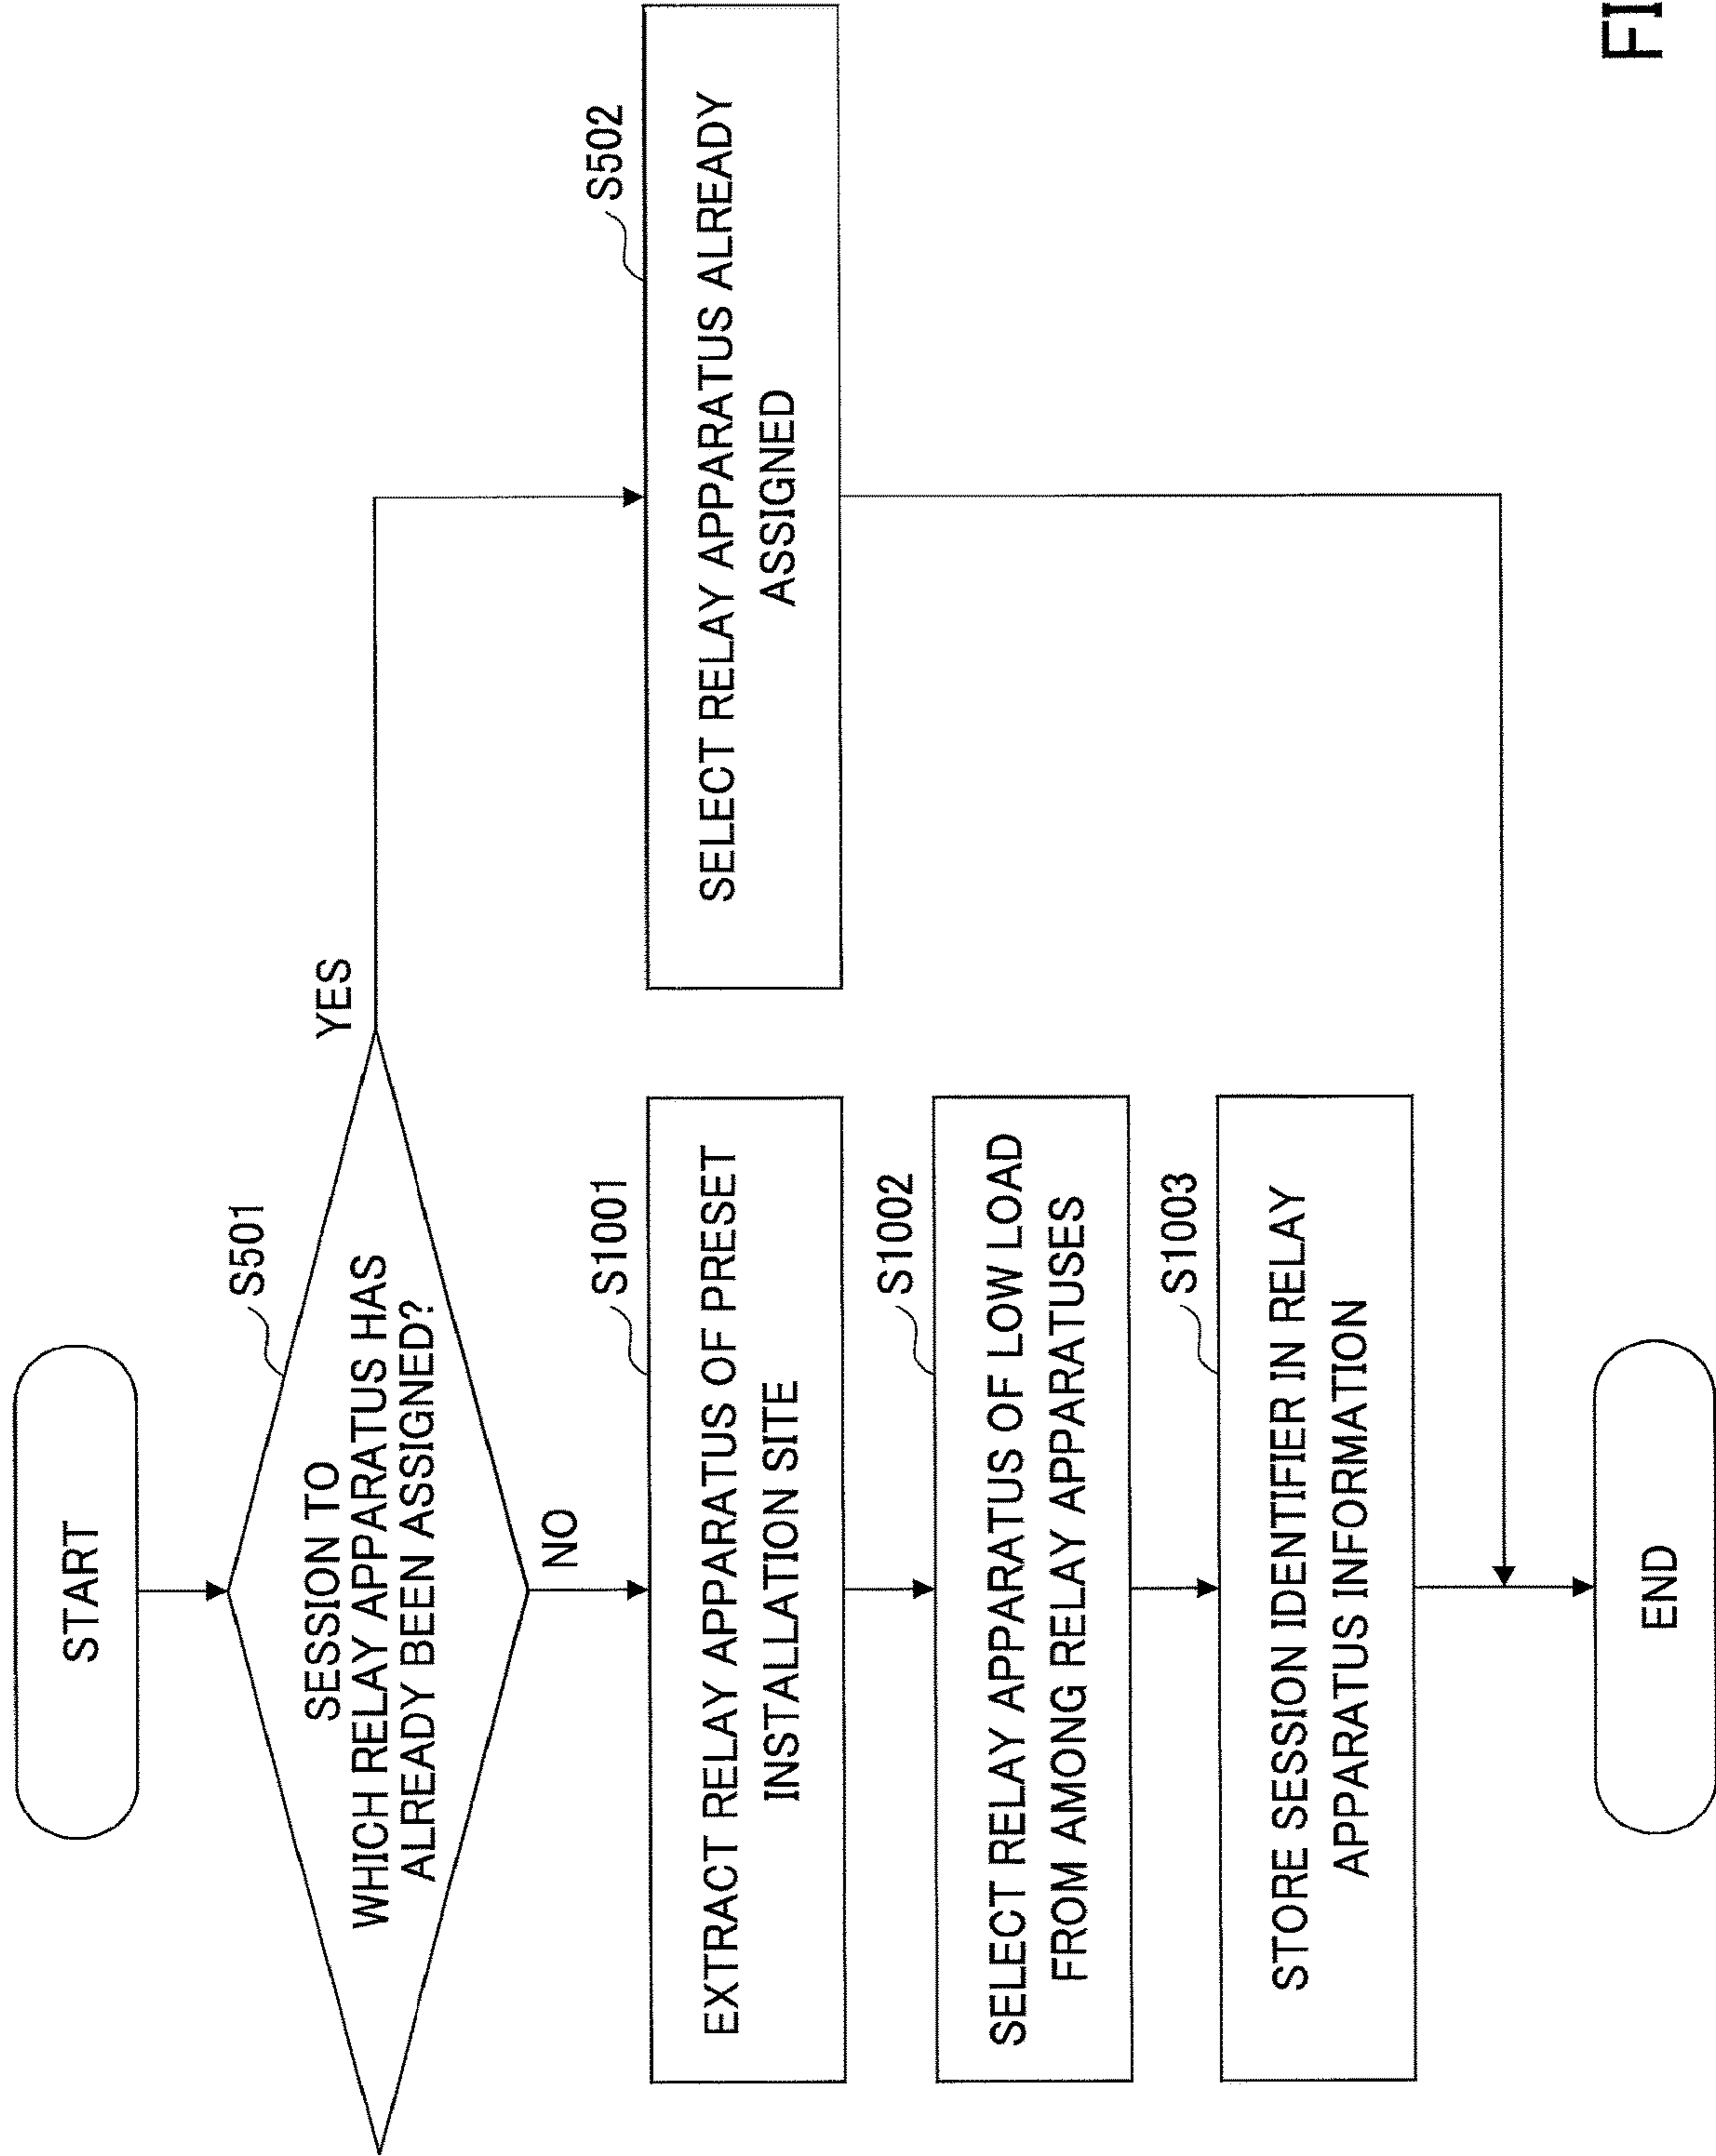 FI
START
S501
SESSION TO
WHICH RELAY APPARATUS HAS
ALREADY BEEN ASSIGNED?
YES
NO
S502
SELECT RELAY APPARATUS ALREADY
ASSIGNED
S1001
EXTRACT RELAY APPARATUS OF PRESET
INSTALLATION SITE
S1002
SELECT RELAY APPARATUS OF LOW LOAD
FROM AMONG RELAY APPARATUSES
S1003
STORE SESSION IDENTIFIER IN RELAY
APPARATUS INFORMATION
END